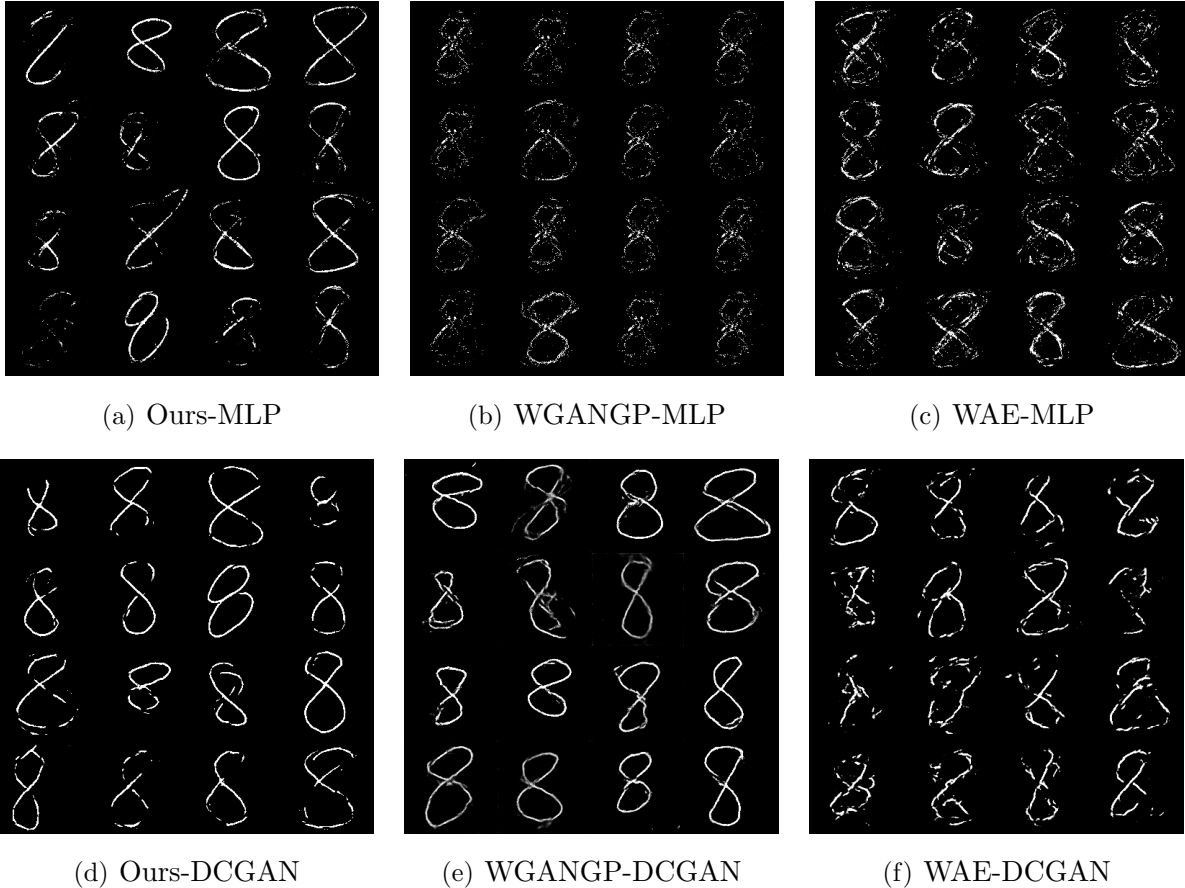 (a) Ours-MLP
(b) WGANGP-MLP
(c) WAE-MLP
(d) Ours-DCGAN
(e) WGANGP-DCGAN
(f) WAE-DCGAN